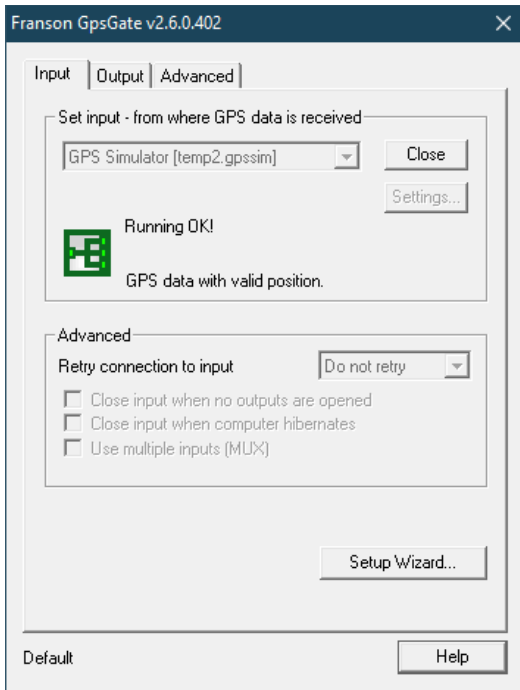 Franson GpsGate v2.6.0.402
Input Output Advanced
Set input - from where GPS data is received
GPS Simulator [temp2.gpssim] Close
Settings...
Running OK!
GPS data with valid position.
Advanced
Retry connection to input Do not retry
Close input when no outputs are opened
Close input when computer hibernates
Use multiple inputs (MUX)
Setup Wizard...
Default Help